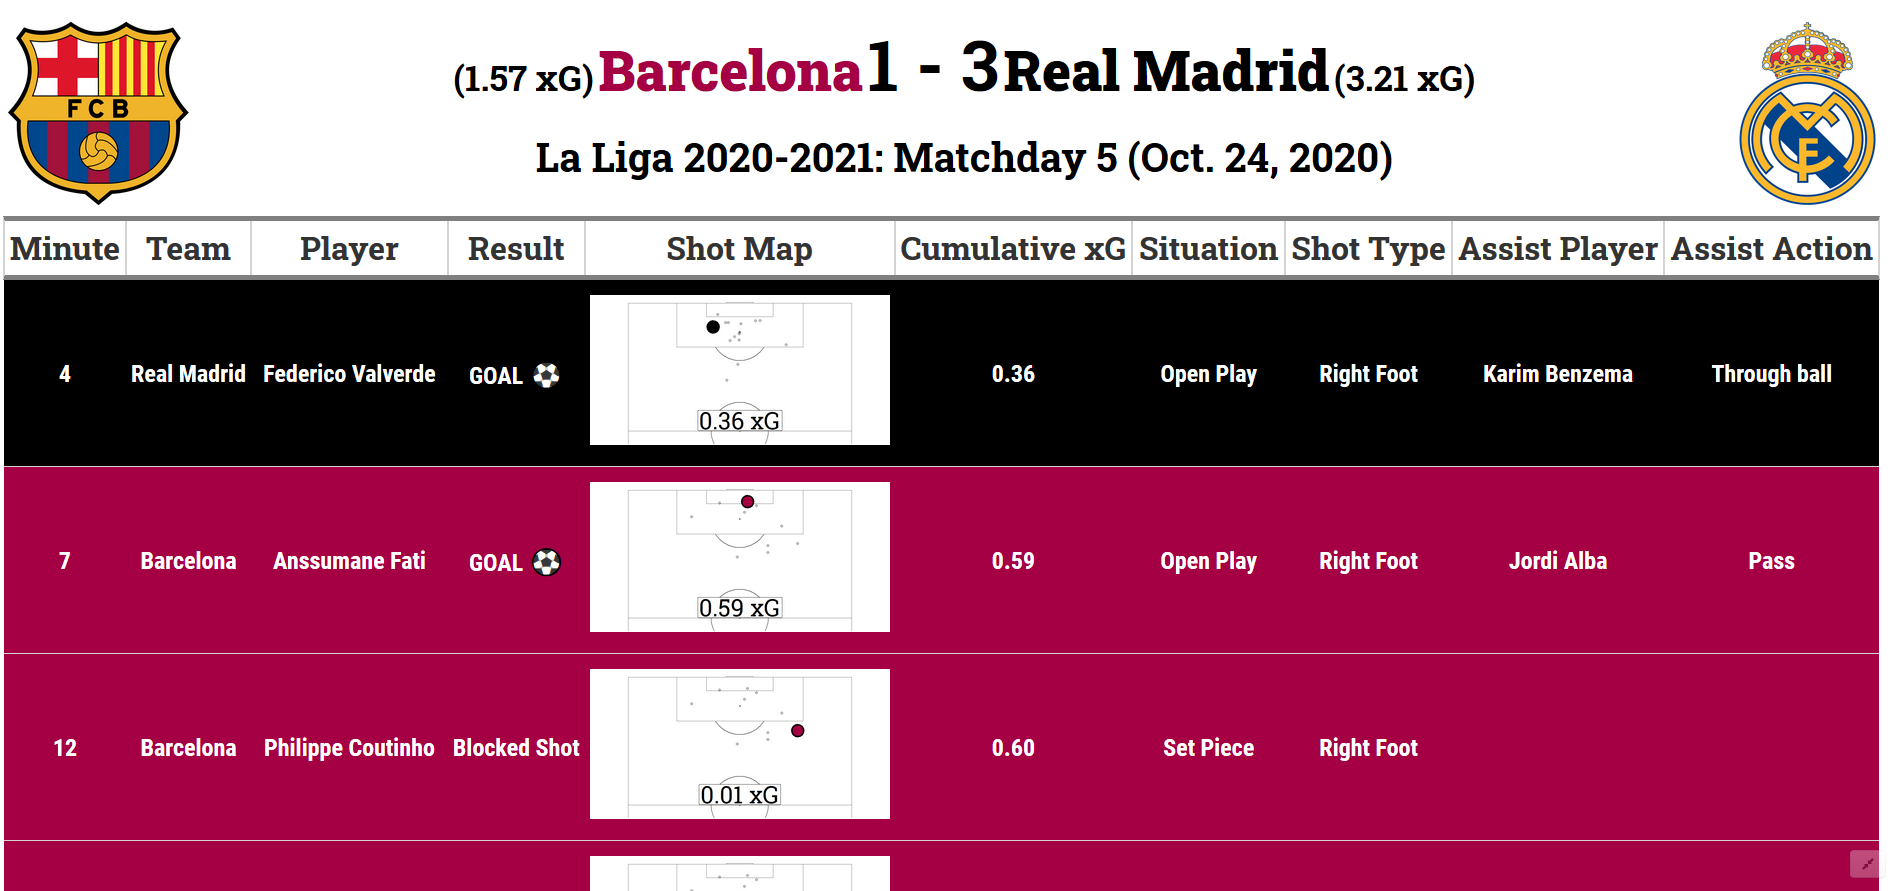 FCB
(1.57 xG) Barcelona 1 - 3 Real Madrid (3.21 xG)
La Liga 2020-2021: Matchday 5 (Oct. 24, 2020)
Minute Team Player Result Shot Map Cumulative xG Situation Shot Type Assist Player Assist Action
4 Real Madrid Federico Valverde GOAL ⚽ 0.36 Open Play Right Foot Karim Benzema Through ball
0.36 xG
7 Barcelona Anssumane Fati GOAL ⚽ 0.59 Open Play Right Foot Jordi Alba Pass
0.59 xG
12 Barcelona Philippe Coutinho Blocked Shot 0.60 Set Piece Right Foot
0.01 xG